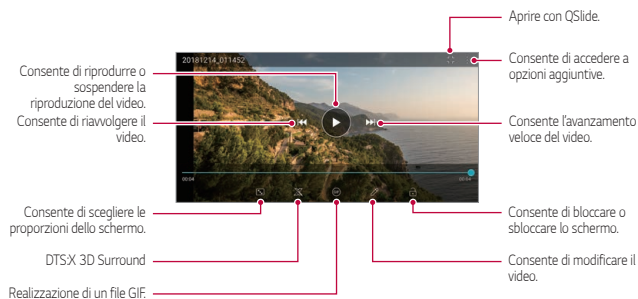 Aprire con QSlide.
20181214_011452
Consente di accedere a
opzioni aggiuntive.
Consente di riprodurre o
sospendere la
riproduzione del video.
Consente di riavvolgere il
video.
Consente l'avanzamento
veloce del video.
00:04
00:04
Consente di scegliere le
proporzioni dello schermo.
Consente di bloccare o
sbloccare lo schermo.
DTS:X 3D Surround
Consente di modificare il
video.
Realizzazione di un file GIF.